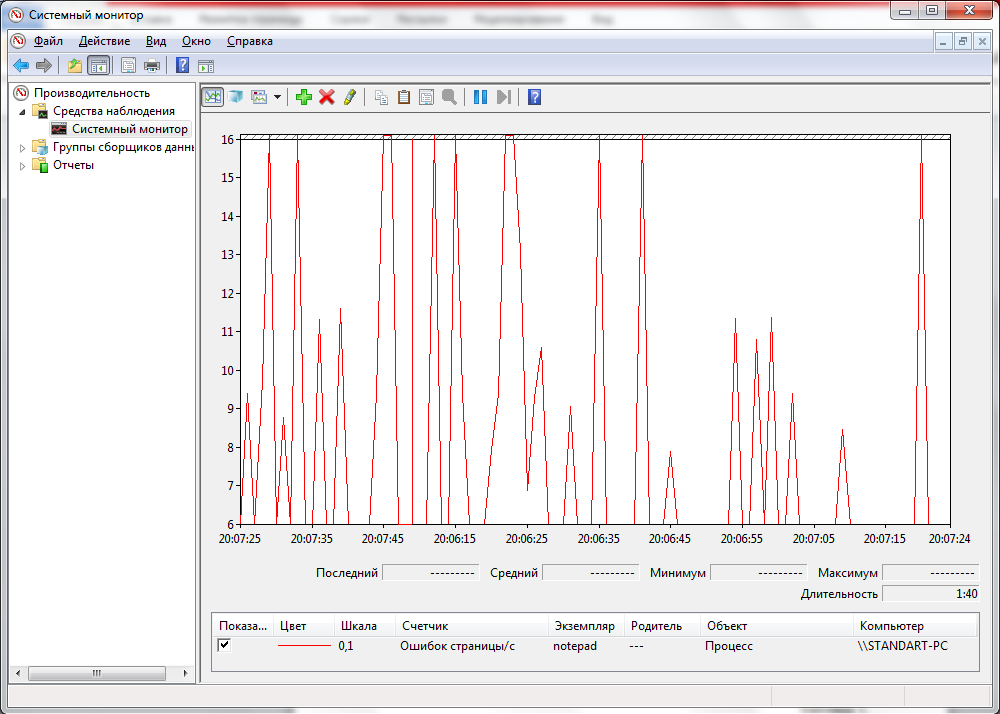 Системный монитор
Файл Действие Вид Окно Справка
Производительность
Средства наблюдения
Системный монитор
Группы сборщиков данн
Отчеты
16
15
14
13
12
11
10
9
8
7
6
20:07:25 20:07:35 20:07:45 20:06:15 20:06:25 20:06:35 20:06:45 20:06:55 20:07:05 20:07:15 20:07:24
Последний --------- Средний --------- Минимум --------- Максимум ---------
Длительность 1:40
Показа... Цвет Шкала Счетчик Экземпляр Родитель Объект Компьютер
0,1 Ошибок страницы/с notepad --- Процесс \\STANDART-PC